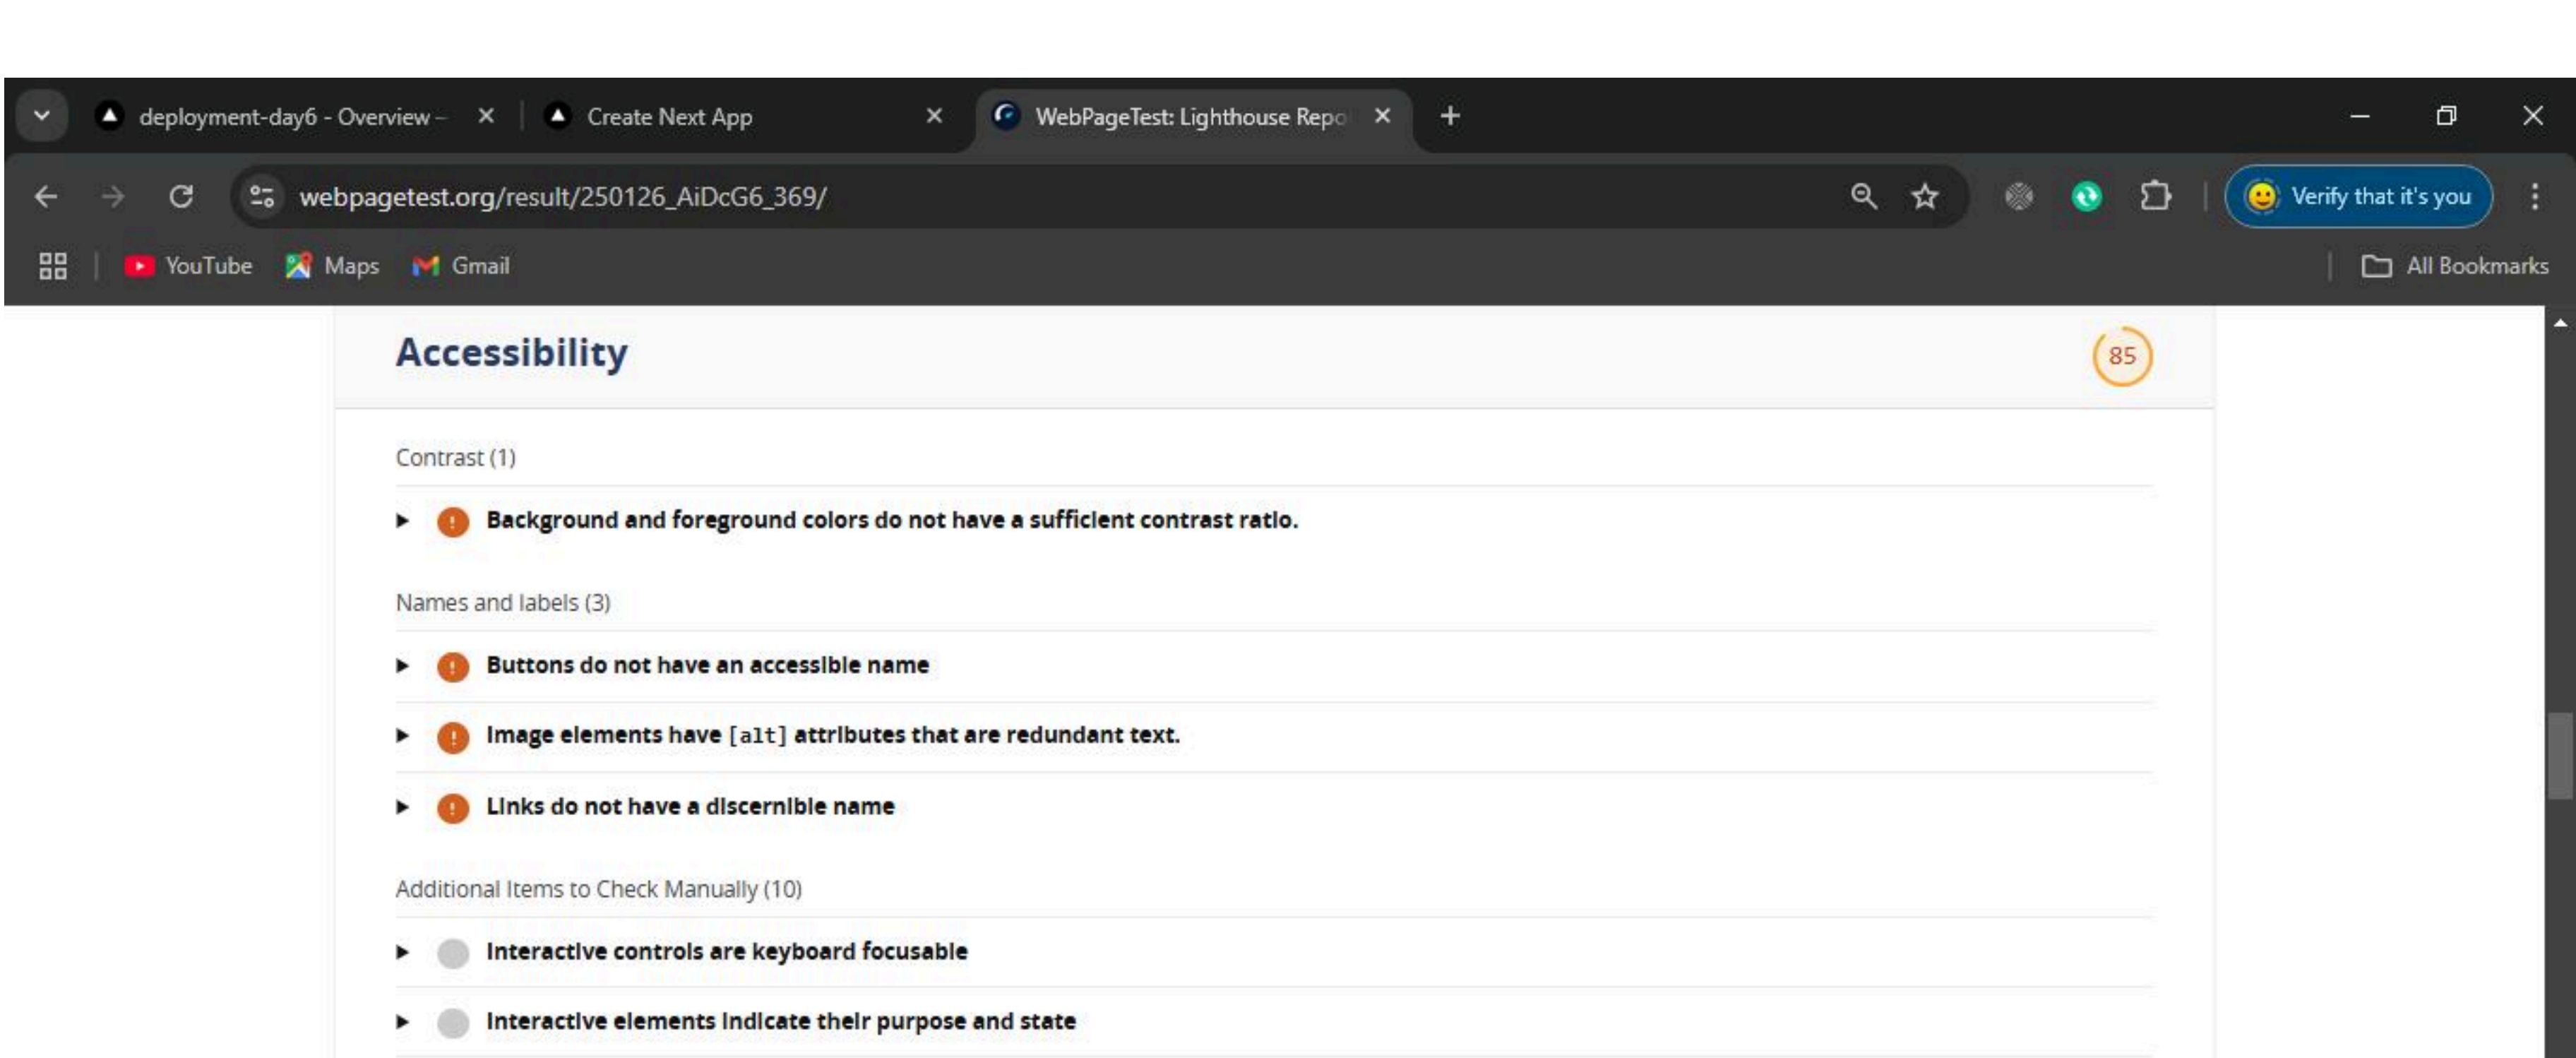 deployment-day6 - Overview –
Create Next App
WebPageTest: Lighthouse Repo
webpagetest.org/result/250126_AiDcG6_369/
Verify that it's you
YouTube Maps Gmail
All Bookmarks
Accessibility
85
Contrast (1)
Background and foreground colors do not have a sufficient contrast ratio.
Names and labels (3)
Buttons do not have an accessible name
Image elements have [alt] attributes that are redundant text.
Links do not have a discernible name
Additional Items to Check Manually (10)
Interactive controls are keyboard focusable
Interactive elements indicate their purpose and state